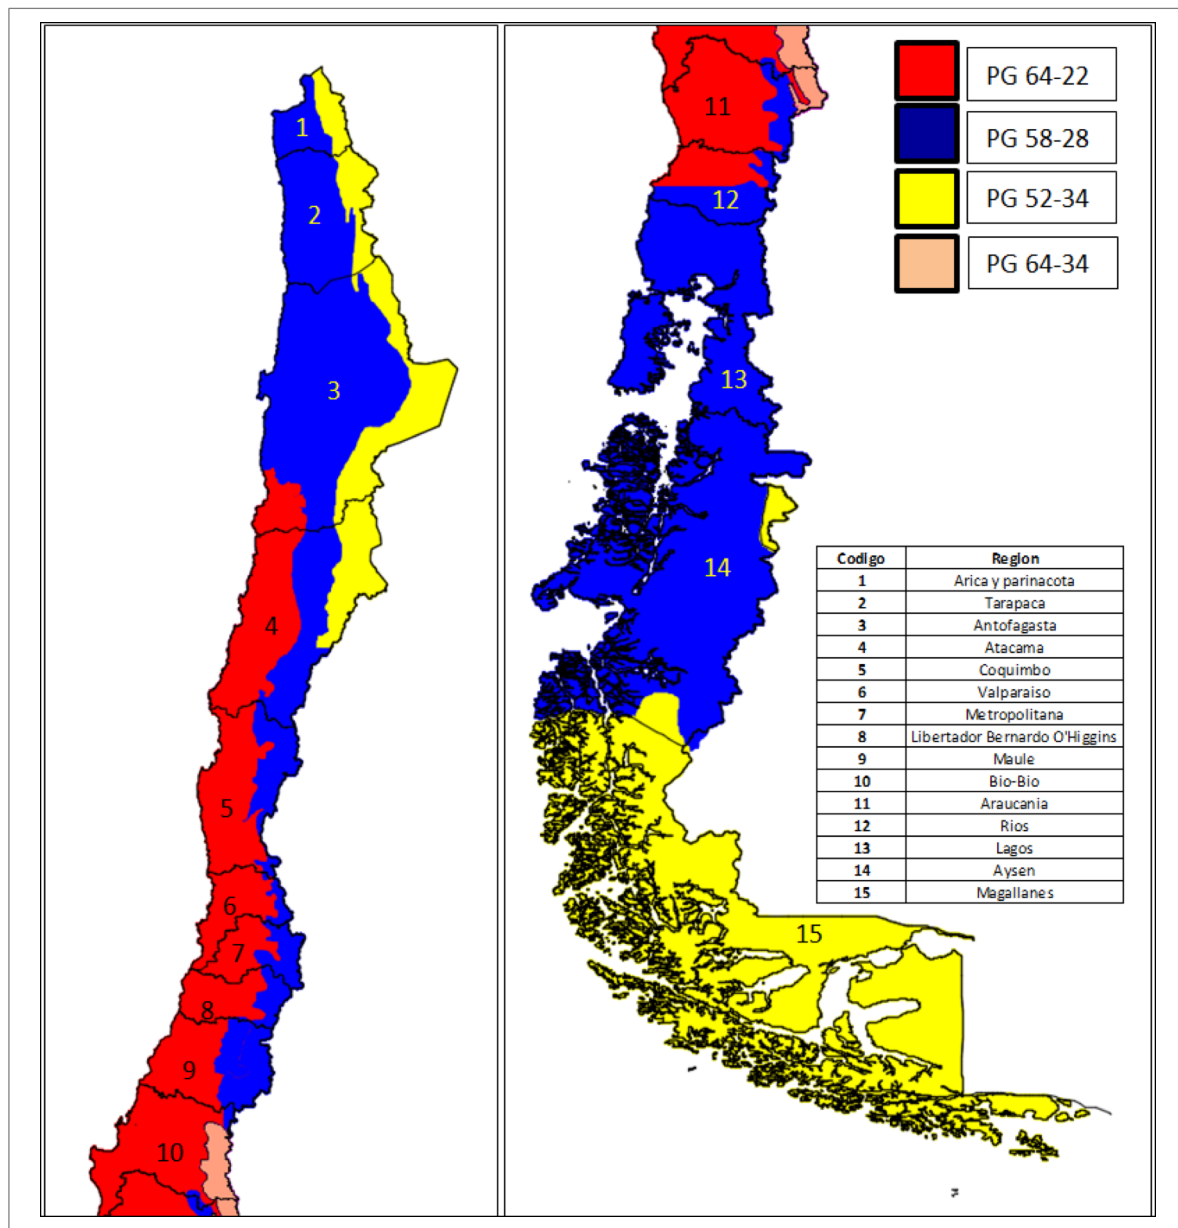 1
2
3
4
5
6
7
8
9
10
11
12
13
14
15
PG 64-22
PG 58-28
PG 52-34
PG 64-34
Codigo Region
1 Arica y parinacota
2 Tarapaca
3 Antofagasta
4 Atacama
5 Coquimbo
6 Valparaiso
7 Metropolitana
8 Libertador Bernardo O'Higgins
9 Maule
10 Bio-Bio
11 Araucania
12 Rios
13 Lagos
14 Aysen
15 Magallanes